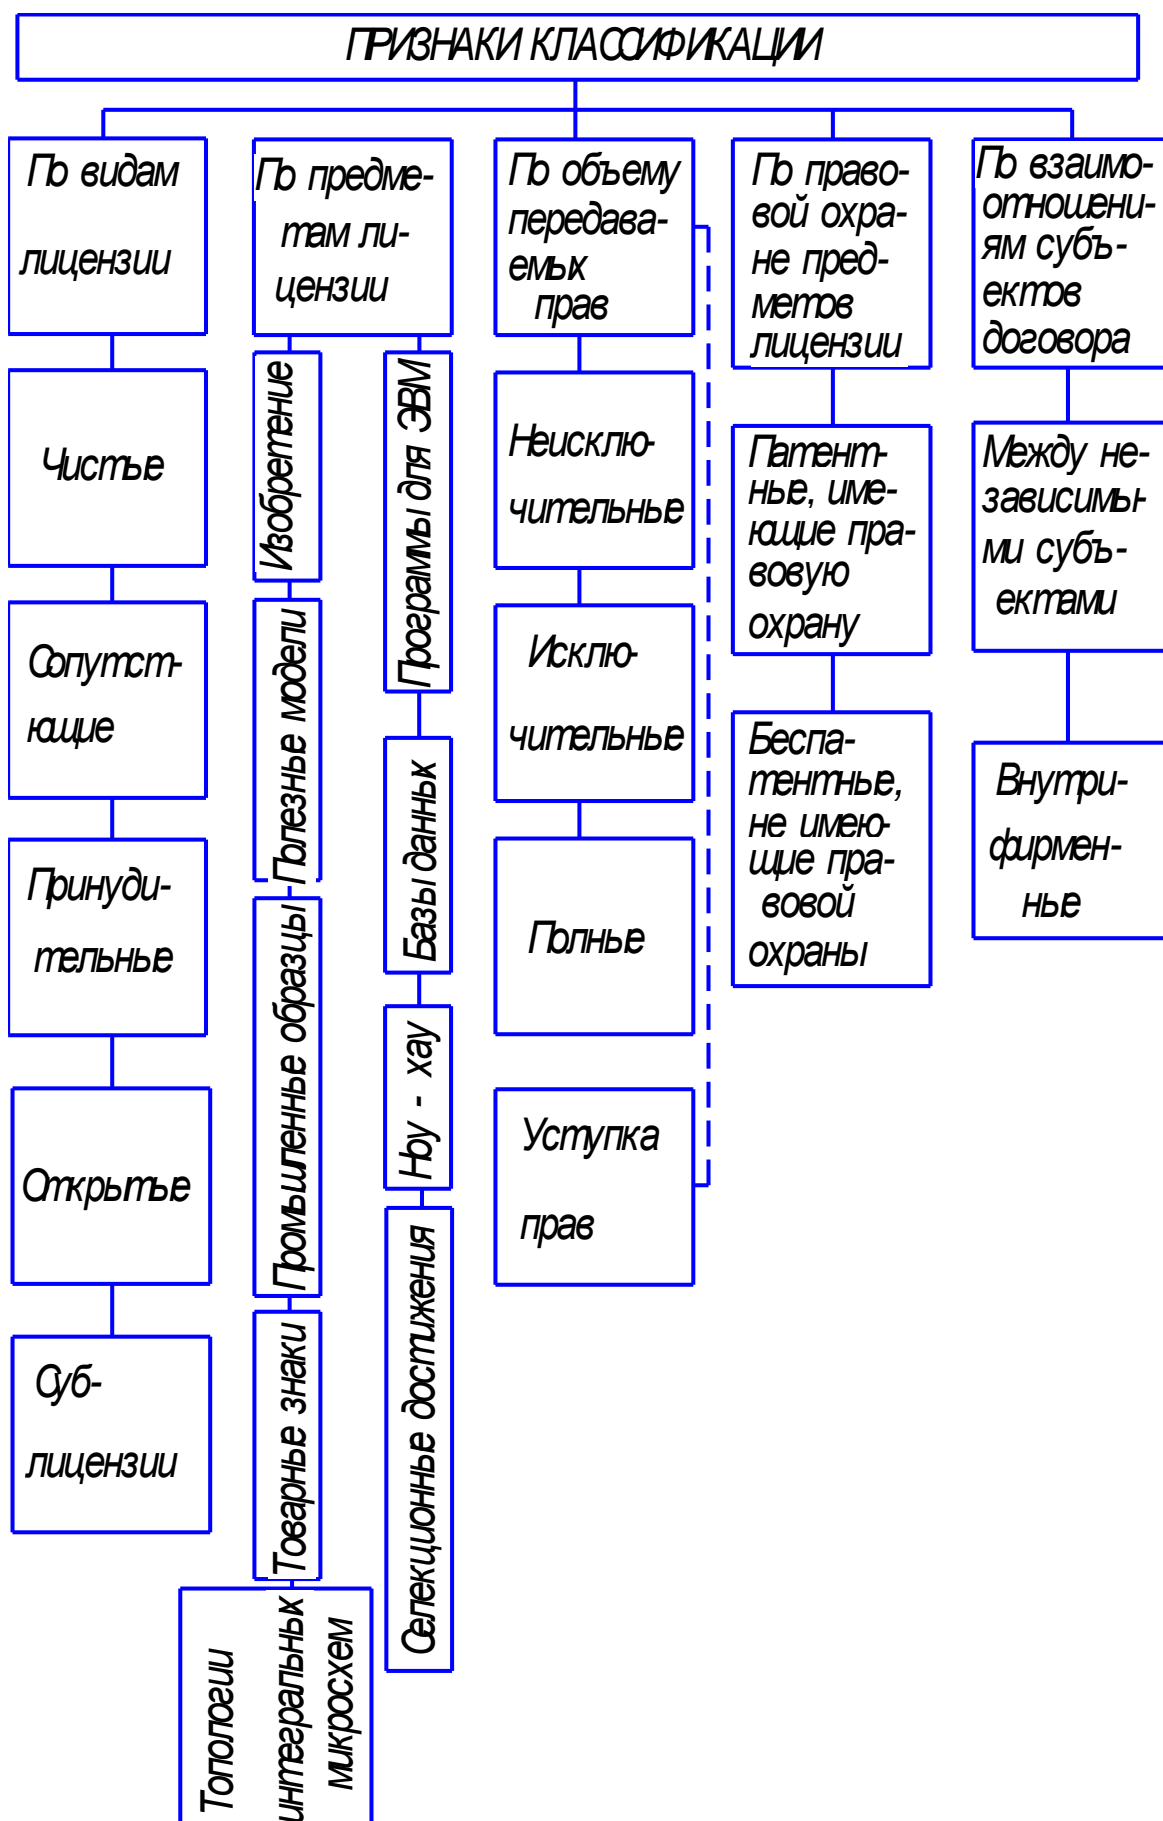 ПРИЗНАКИ КЛАССИФИКАЦИИ
По видам
лицензии
Чистые
Сопутст-
ющие
Принуди-
тельные
Открытые
Суб-
лицензии
По предме-
там ли-
цензии
Изобретение
Полезные модели
Промышленные образцы
Товарные знаки
Топологии
интегральных
микросхем
Программы для ЭВМ
Базы данных
Ноу - хау
Селекционные достижения
По объему
передава-
емых
прав
Неисклю-
чительные
Исклю-
чительные
Полные
Уступка
прав
По право-
вой охра-
не пред-
метов
лицензии
Патент-
ные, име-
ющие пра-
вовую
охрану
Беспа-
тентные,
не имею-
щие пра-
вовой
охраны
По взаимо-
отношени-
ям субъ-
ектов
договора
Между не-
зависимы-
ми субъ-
ектами
Внутри-
фирмен-
ные